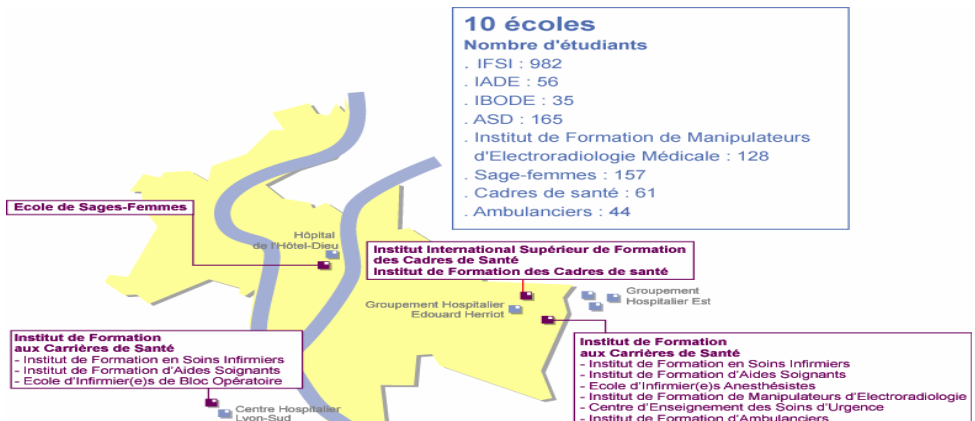 10 écoles
Nombre d'étudiants
. IFSI : 982
. IADE : 56
. IBODE : 35
. ASD : 165
. Institut de Formation de Manipulateurs
d'Electroradiologie Médicale : 128
. Sage-femmes : 157
. Cadres de santé : 61
. Ambulanciers : 44
Ecole de Sages-Femmes
Hôpital
de l'Hôtel-Dieu
Institut International Supérieur de Formation
des Cadres de Santé
Institut de Formation des Cadres de santé
Groupement Hospitalier
Edouard Herriot
Groupement
Hospitalier Est
Institut de Formation
aux Carrières de Santé
- Institut de Formation en Soins Infirmiers
- Institut de Formation d'Aides Soignants
- Ecole d'Infirmier(e)s de Bloc Opératoire
Centre Hospitalier
Lyon-Sud
Institut de Formation
aux Carrières de Santé
- Institut de Formation en Soins Infirmiers
- Institut de Formation d'Aides Soignants
- Ecole d'Infirmier(e)s Anesthésistes
- Institut de Formation de Manipulateurs d'Electroradiologie
- Centre d'Enseignement des Soins d'Urgence
- Institut de Formation d'Ambulanciers